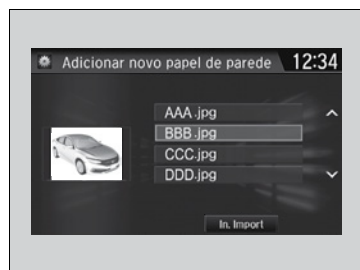 Adicionar novo papel de parede 12:34
AAA.jpg
BBB.jpg
CCC.jpg
DDD.jpg
In. Import